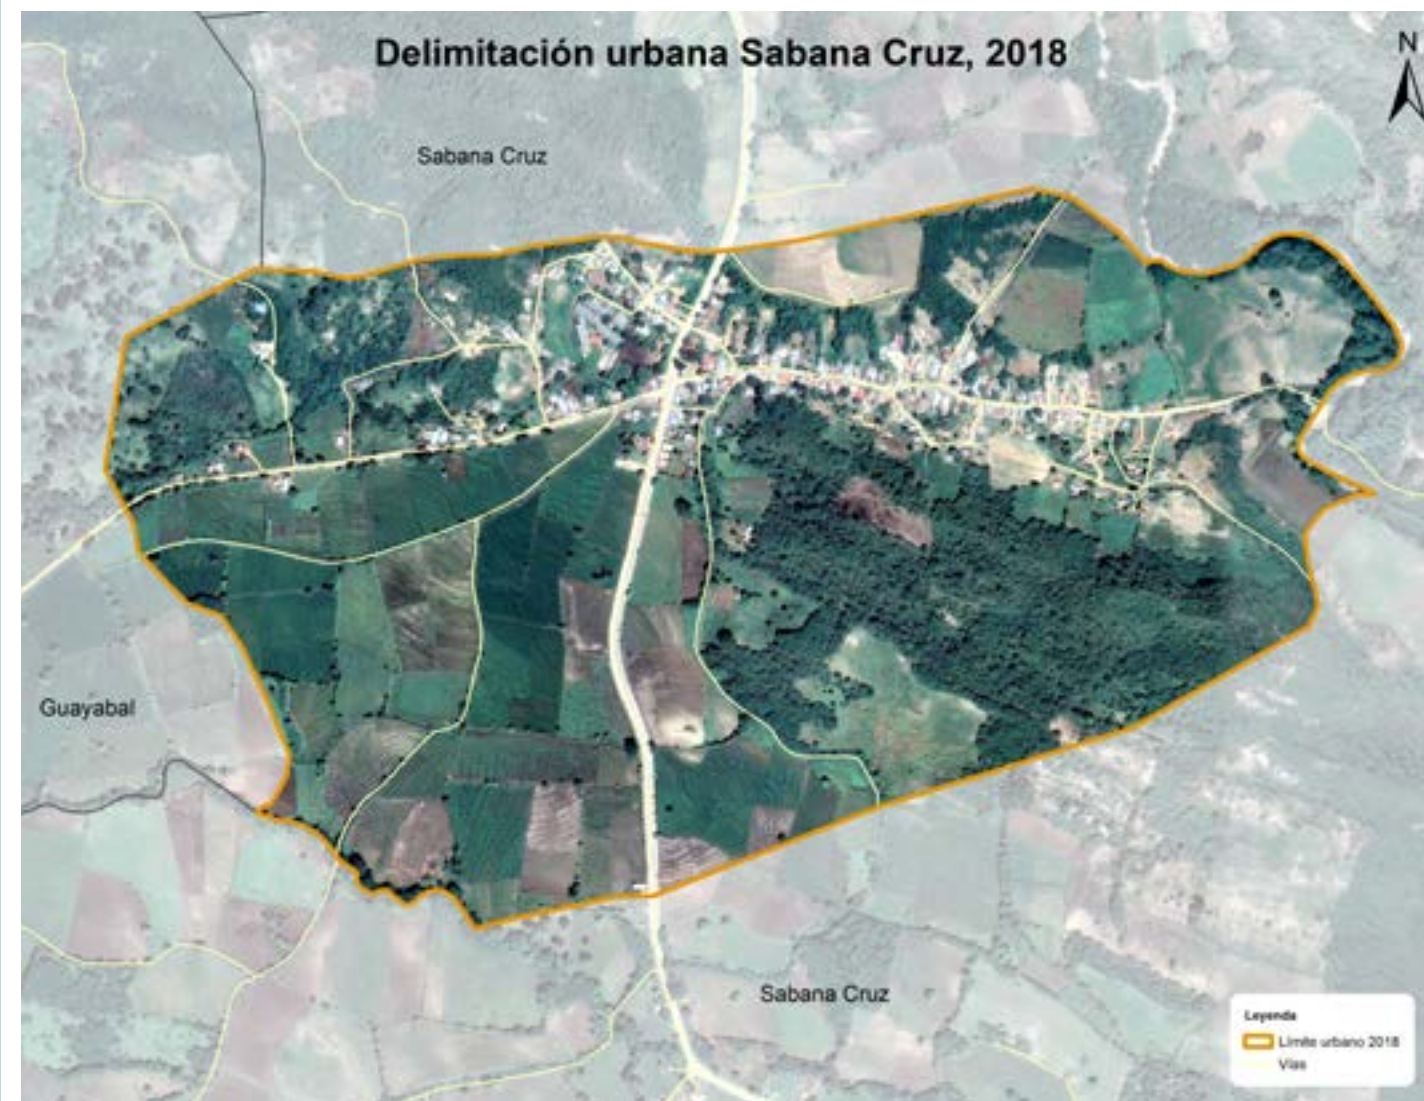 Delimitación urbana Sabana Cruz, 2018
N
Sabana Cruz
Guayabal
Sabana Cruz
Leyenda
Límite urbano 2018
Vías